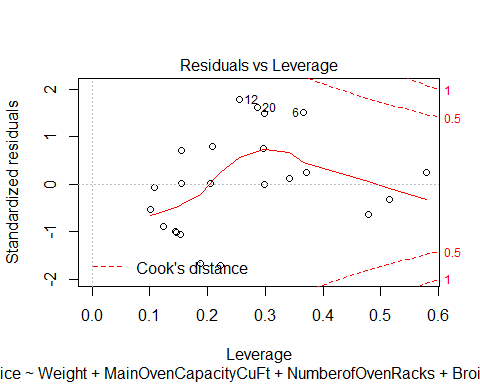 Residuals vs Leverage
Standardized residuals
2
1
0
-1
-2
12
20
6
1
0.5
0.5
1
Cook's distance
0.0 0.1 0.2 0.3 0.4 0.5 0.6
Leverage
ice ~ Weight + MainOvenCapacityCuFt + NumberofOvenRacks + Broi